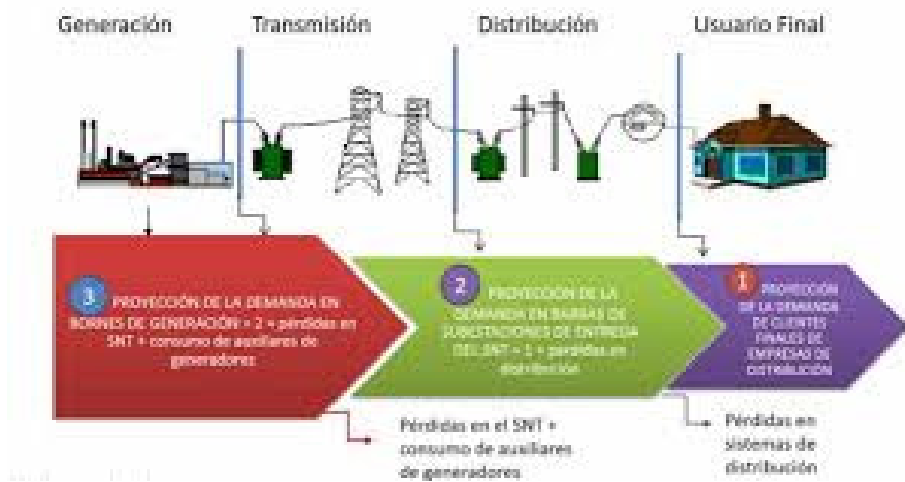 Generación
Transmisión
Distribución
Usuario Final
3 PROYECCIÓN DE LA DEMANDA EN
BORNES DE GENERACIÓN = 2 + pérdidas en
SNT + consumo de auxiliares de
generadores
2 PROYECCIÓN DE LA
DEMANDA EN BARRAS DE
SUBESTACIONES DE ENTREGA
DEL SNT = 1 + pérdidas en
distribución
1 PROYECCIÓN
DE LA DEMANDA
DE CLIENTES
FINALES DE
EMPRESAS DE
DISTRIBUCIÓN
Pérdidas en el SNT +
consumo de auxiliares
de generadores
Pérdidas en
sistemas de
distribución